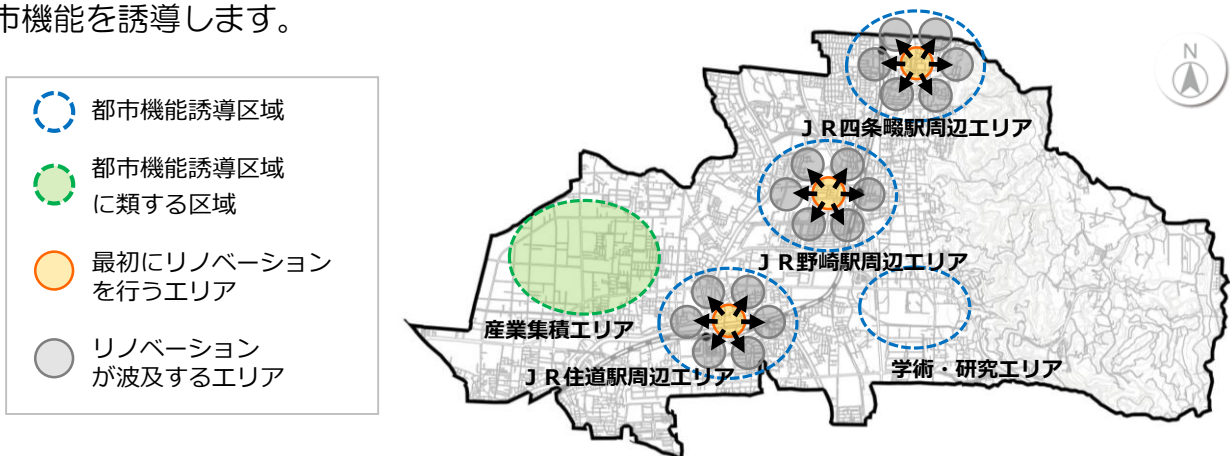 市機能を誘導します。
都市機能誘導区域
都市機能誘導区域
に類する区域
最初にリノベーション
を行うエリア
リノベーション
が波及するエリア
N
ＪＲ四条畷駅周辺エリア
ＪＲ野崎駅周辺エリア
産業集積エリア
ＪＲ住道駅周辺エリア
学術・研究エリア